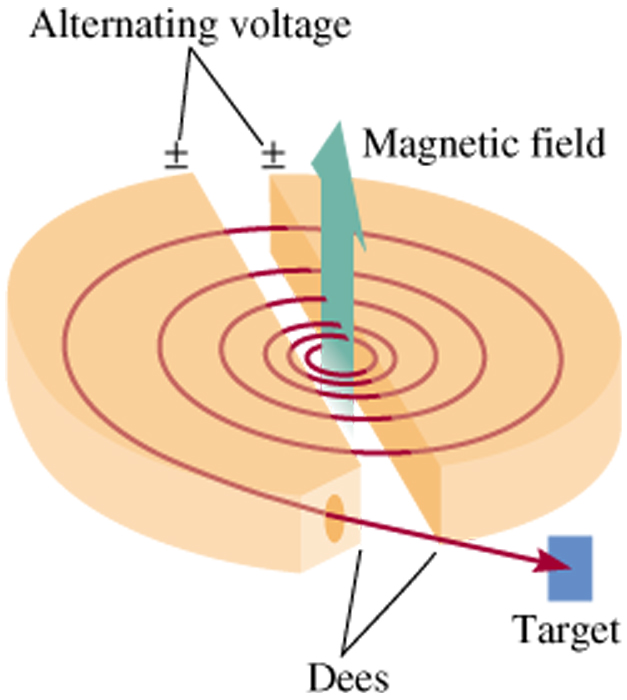 Alternating voltage
± ±
Magnetic field
Target
Dees